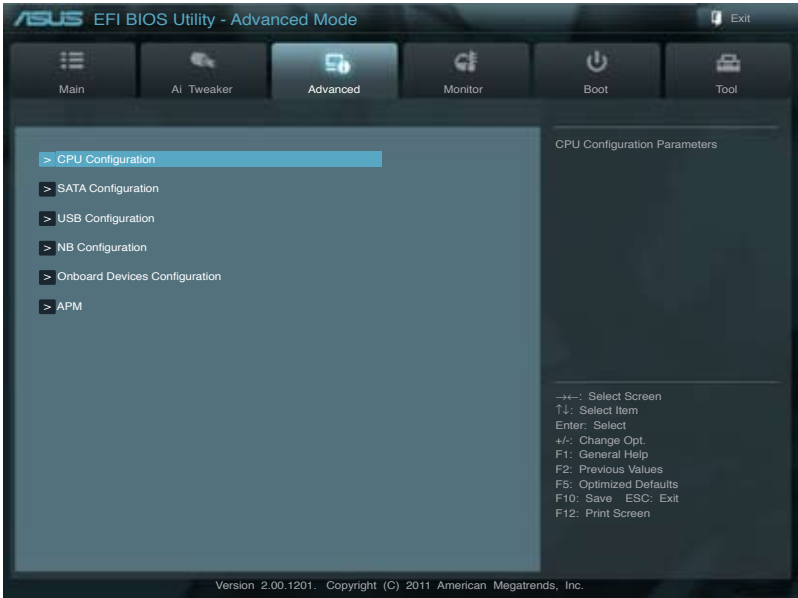 ASUS EFI BIOS Utility - Advanced Mode
Exit
Main
Ai Tweaker
Advanced
Monitor
Boot
Tool
> CPU Configuration
> SATA Configuration
> USB Configuration
> NB Configuration
> Onboard Devices Configuration
> APM
CPU Configuration Parameters
→←: Select Screen
↑↓: Select Item
Enter: Select
+/-: Change Opt.
F1: General Help
F2: Previous Values
F5: Optimized Defaults
F10: Save ESC: Exit
F12: Print Screen
Version 2.00.1201. Copyright (C) 2011 American Megatrends, Inc.